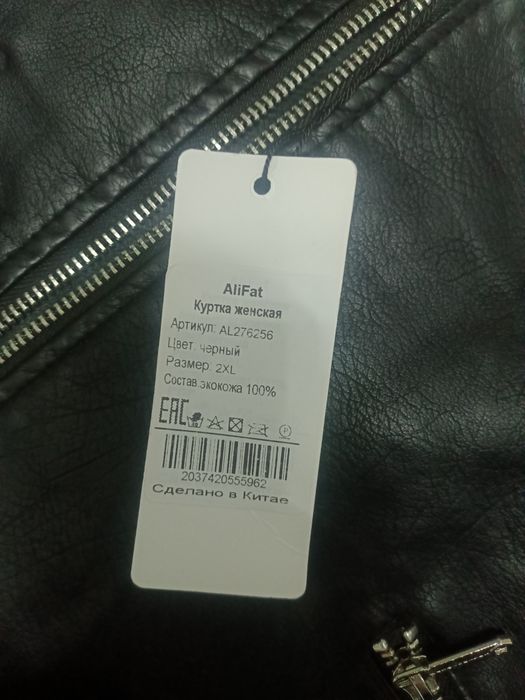 AliFat
Куртка женская
Артикул: AL276256
Цвет: черный
Размер: 2XL
Состав:экокожа 100%
EAC
P
2037420555962
Сделано в Китае